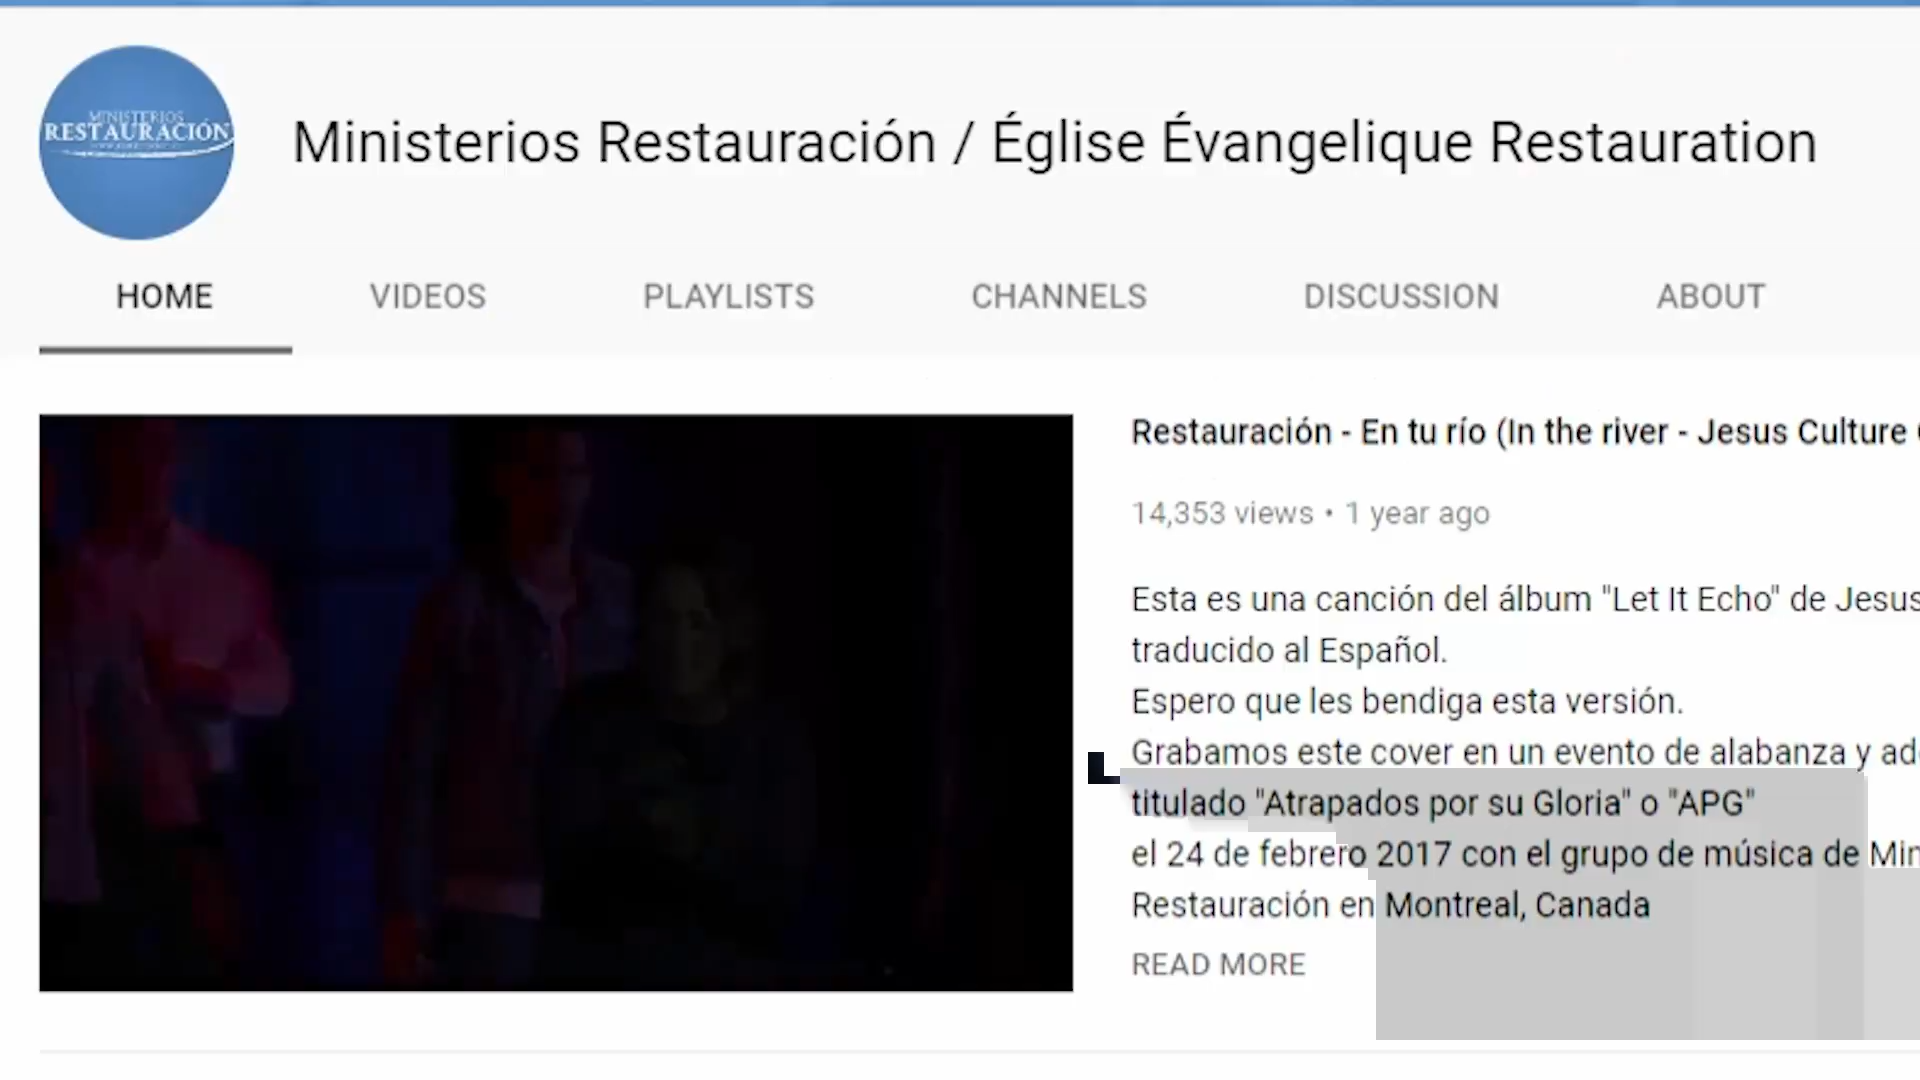 MINISTERIOS
RESTAURACIÓN
Ministerios Restauración / Église Évangelique Restauration
HOME VIDEOS PLAYLISTS CHANNELS DISCUSSION ABOUT
Restauración - En tu río (In the river - Jesus Culture
14,353 views • 1 year ago
Esta es una canción del álbum "Let It Echo" de Jesus
traducido al Español.
Espero que les bendiga esta versión.
Grabamos este cover en un evento de alabanza y ad
titulado "Atrapados por su Gloria" o "APG"
el 24 de febrero 2017 con el grupo de música de Min
Restauración en Montreal, Canada
READ MORE